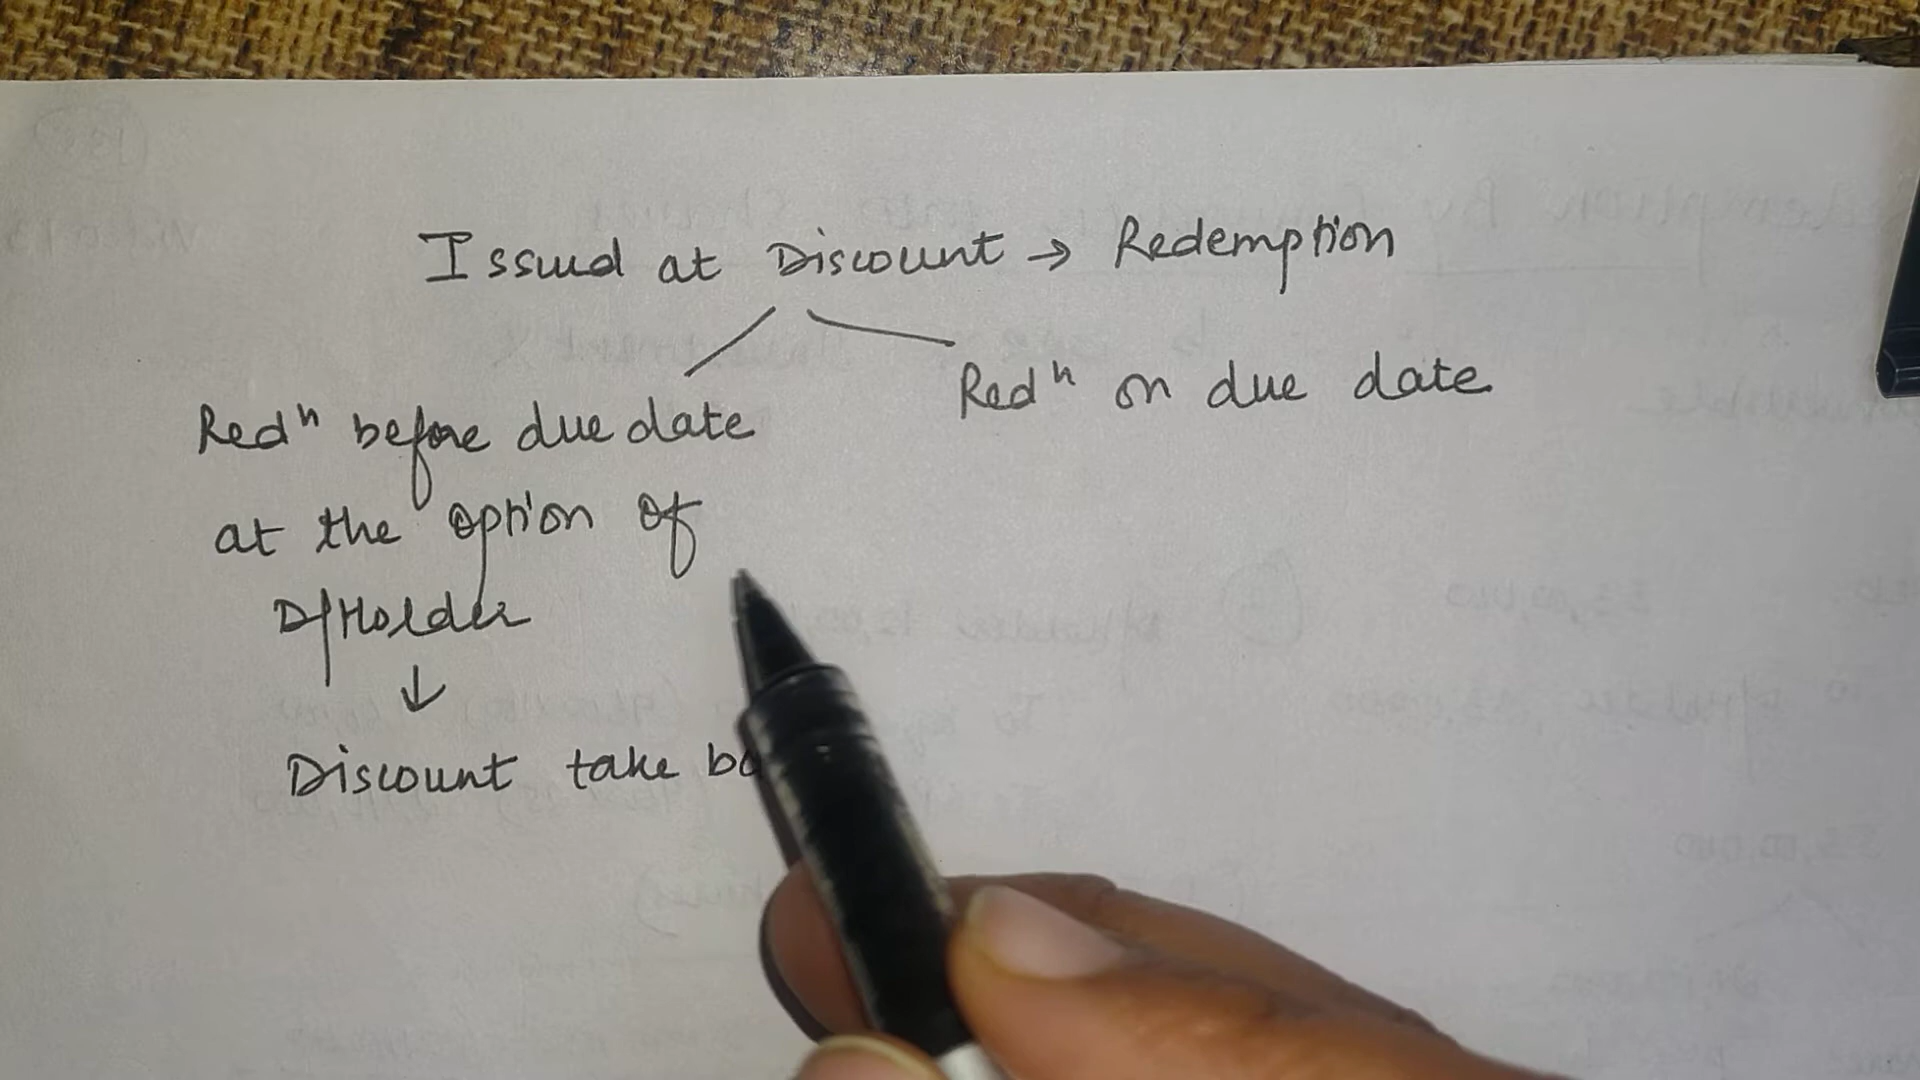 Issued at Discount → Redemption
Redⁿ before due date
at the option of
D/Holder
↓
Discount take
Redⁿ on due date